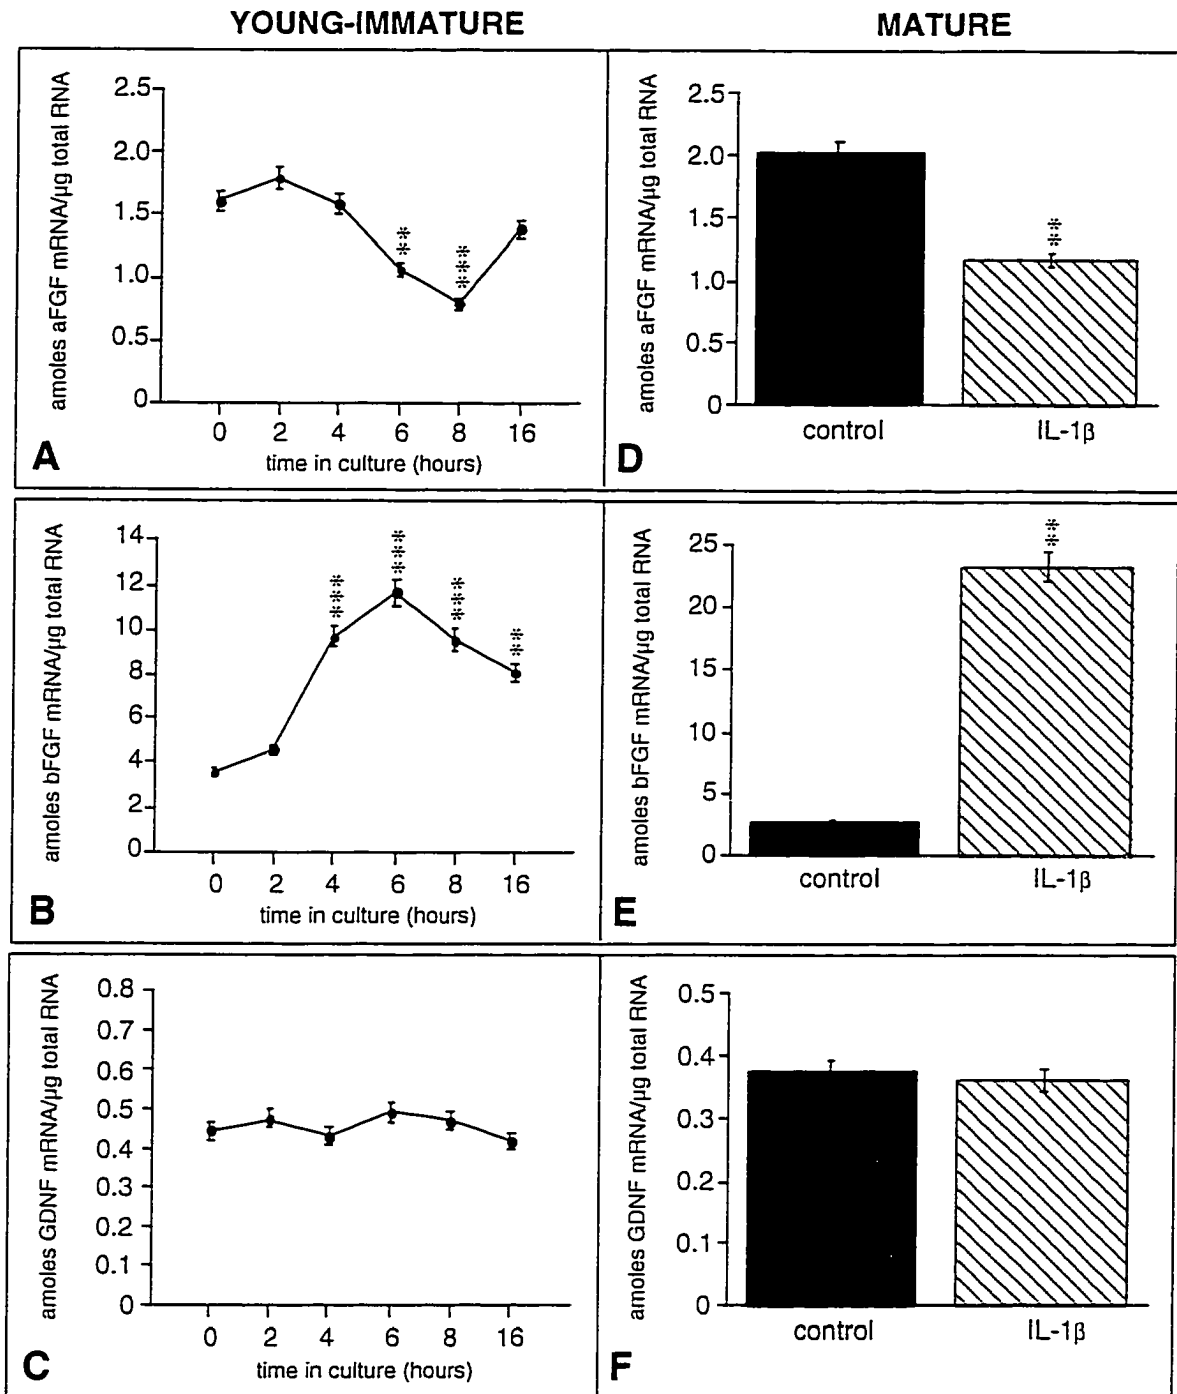 YOUNG-IMMATURE
MATURE
amoles aFGF mRNA/µg total RNA
2.5
2.0
1.5
1.0
0.5
0
***
***
0 2 4 6 8 16
time in culture (hours)
A
amoles aFGF mRNA/µg total RNA
2.5
2.0
1.5
1.0
0.5
0
**
control IL-1β
D
amoles bFGF mRNA/µg total RNA
14
12
10
8
6
4
2
0
***
***
***
**
0 2 4 6 8 16
time in culture (hours)
B
amoles bFGF mRNA/µg total RNA
25
20
15
10
5
0
**
control IL-1β
E
amoles GDNF mRNA/µg total RNA
0.8
0.7
0.6
0.5
0.4
0.3
0.2
0.1
0
0 2 4 6 8 16
time in culture (hours)
C
amoles GDNF mRNA/µg total RNA
0.5
0.4
0.3
0.2
0.1
0
control IL-1β
F